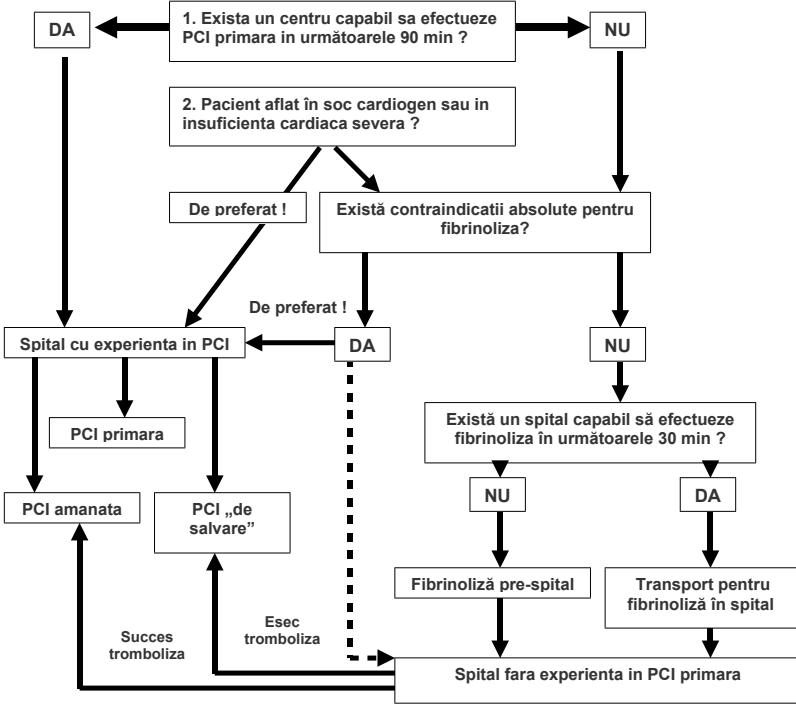 DA
1. Exista un centru capabil sa efectueze
PCI primara in următoarele 90 min ?
NU
2. Pacient aflat în soc cardiogen sau in
insuficienta cardiaca severa ?
De preferat !
Există contraindicatii absolute pentru
fibrinoliza?
De preferat !
Spital cu experienta in PCI
DA
NU
PCI primara
Există un spital capabil să efectueze
fibrinoliza în următoarele 30 min ?
PCI amanata
PCI „de
salvare”
NU
DA
Fibrinoliză pre-spital
Transport pentru
fibrinoliză în spital
Succes
tromboliza
Esec
tromboliza
Spital fara experienta in PCI primara